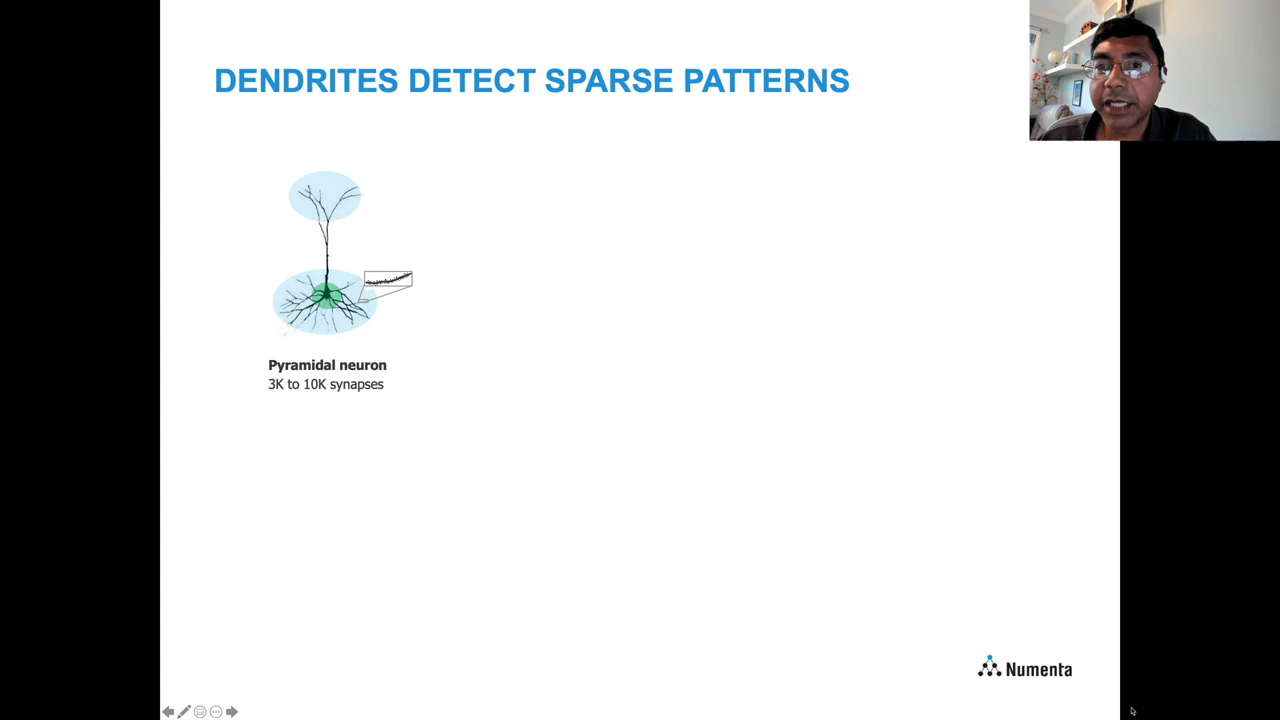 DENDRITES DETECT SPARSE PATTERNS
Pyramidal neuron
3K to 10K synapses
Numenta